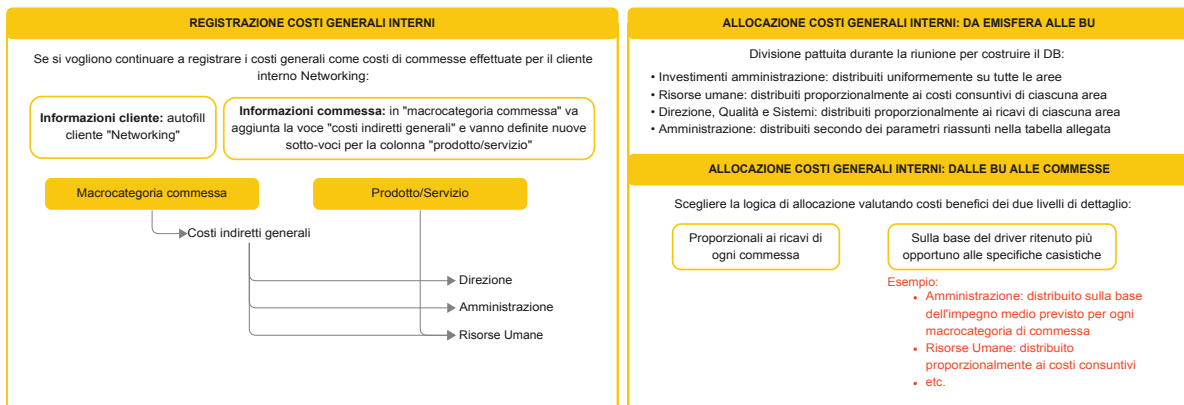 REGISTRAZIONE COSTI GENERALI INTERNI
Se si vogliono continuare a registrare i costi generali come costi di commesse effettuate per il cliente
interno Networking:
Informazioni cliente: autofill
cliente "Networking"
Informazioni commessa: in "macrocategoria commessa" va
aggiunta la voce "costi indiretti generali" e vanno definite nuove
sotto-voci per la colonna "prodotto/servizio"
Macrocategoria commessa
Prodotto/Servizio
Costi indiretti generali
Direzione
Amministrazione
Risorse Umane
ALLOCAZIONE COSTI GENERALI INTERNI: DA EMISFERA ALLE BU
Divisione pattuita durante la riunione per costruire il DB:
• Investimenti amministrazione: distribuiti uniformemente su tutte le aree
• Risorse umane: distribuiti proporzionalmente ai costi consuntivi di ciascuna area
• Direzione, Qualità e Sistemi: distribuiti proporzionalmente ai ricavi di ciascuna area
• Amministrazione: distribuiti secondo dei parametri riassunti nella tabella allegata
ALLOCAZIONE COSTI GENERALI INTERNI: DALLE BU ALLE COMMESSE
Scegliere la logica di allocazione valutando costi benefici dei due livelli di dettaglio:
Proporzionali ai ricavi di
ogni commessa
Sulla base del driver ritenuto più
opportuno alle specifiche casistiche
Esempio:
• Amministrazione: distribuito sulla base
dell'impegno medio previsto per ogni
macrocategoria di commessa
• Risorse Umane: distribuito
proporzionalmente ai costi consuntivi
• etc.